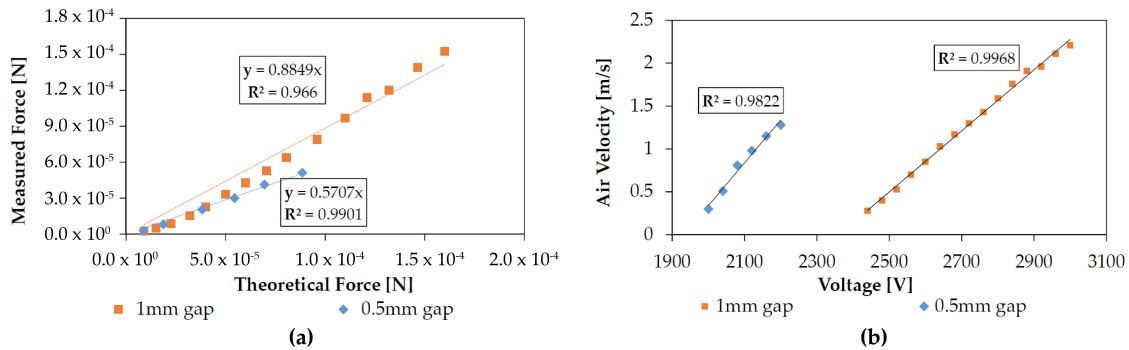 Measured Force [N]
1.8 x 10⁻⁴
1.5 x 10⁻⁴
1.2 x 10⁻⁴
9.0 x 10⁻⁵
6.0 x 10⁻⁵
3.0 x 10⁻⁵
0.0 x 10⁰
y = 0.8849x
R² = 0.966
y = 0.5707x
R² = 0.9901
0.0 x 10⁰ 5.0 x 10⁻⁵ 1.0 x 10⁻⁴ 1.5 x 10⁻⁴ 2.0 x 10⁻⁴
Theoretical Force [N]
1mm gap 0.5mm gap
(a)
Air Velocity [m/s]
2.5
2
1.5
1
0.5
0
R² = 0.9822
R² = 0.9968
1900 2100 2300 2500 2700 2900 3100
Voltage [V]
1mm gap 0.5mm gap
(b)